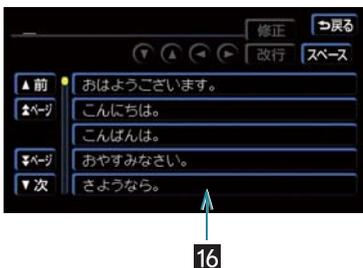 修正 戻る
改行 スペース
▲前 おはようございます。
ページ こんにちは。
こんばんは。
ページ おやすみなさい。
▼次 さようなら。
16